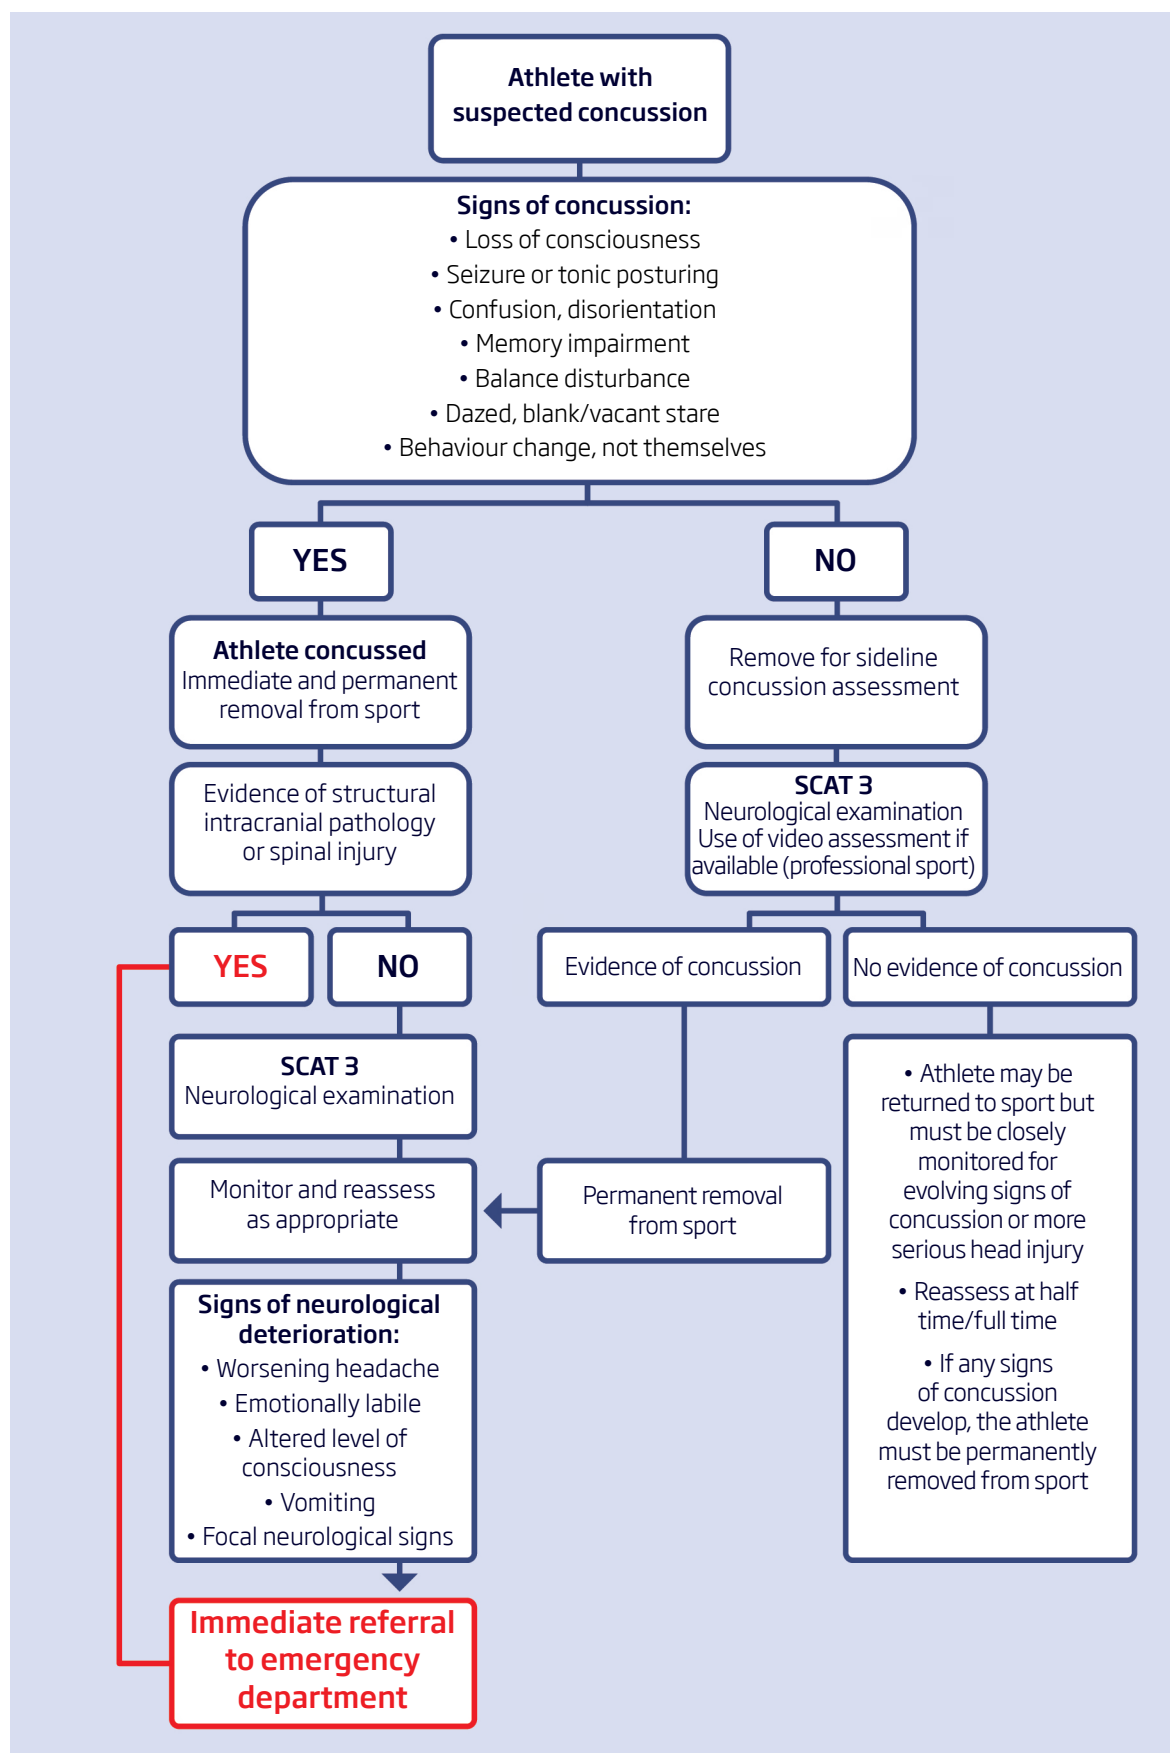 Athlete with
suspected concussion
Signs of concussion:
• Loss of consciousness
• Seizure or tonic posturing
• Confusion, disorientation
• Memory impairment
• Balance disturbance
• Dazed, blank/vacant stare
• Behaviour change, not themselves
YES
NO
Athlete concussed
Immediate and permanent
removal from sport
Remove for sideline
concussion assessment
Evidence of structural
intracranial pathology
or spinal injury
SCAT 3
Neurological examination
Use of video assessment if
available (professional sport)
YES
NO
Evidence of concussion
No evidence of concussion
SCAT 3
Neurological examination
Monitor and reassess
as appropriate
Permanent removal
from sport
• Athlete may be
returned to sport but
must be closely
monitored for
evolving signs of
concussion or more
serious head injury
• Reassess at half
time/full time
• If any signs
of concussion
develop, the athlete
must be permanently
removed from sport
Signs of neurological
deterioration:
• Worsening headache
• Emotionally labile
• Altered level of
consciousness
• Vomiting
• Focal neurological signs
Immediate referral
to emergency
department